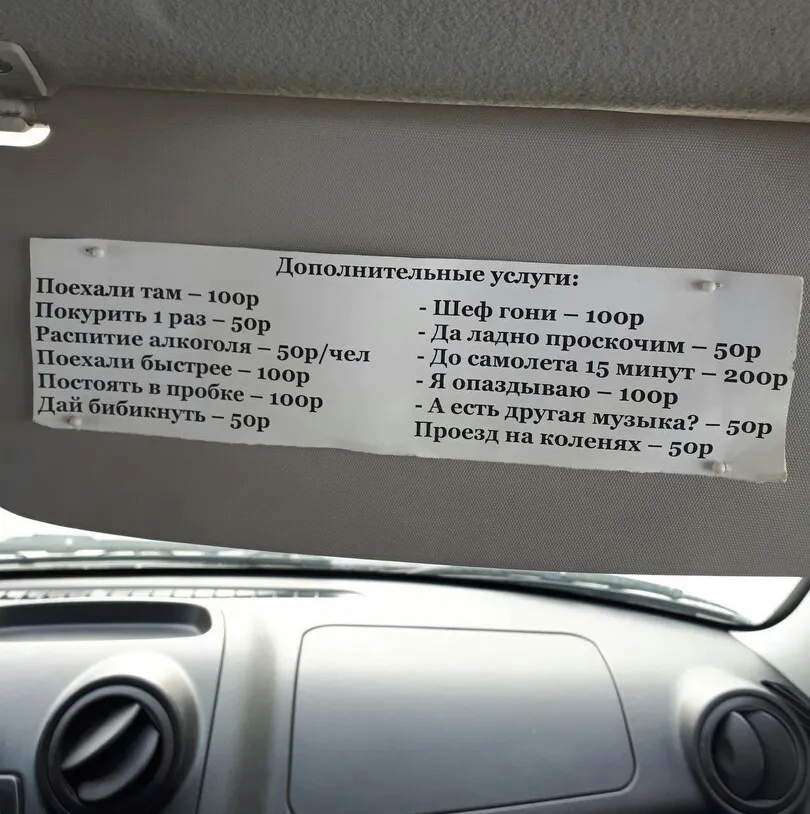 Дополнительные услуги:
Поехали там – 100р
Покурить 1 раз – 50р
Распитие алкоголя – 50р/чел
Поехали быстрее – 100р
Постоять в пробке – 100р
Дай бибикнуть – 50р
- Шеф гони – 100р
- Да ладно проскочим – 50р
- До самолета 15 минут – 200р
- Я опаздываю – 100р
- А есть другая музыка? – 50р
Проезд на коленях – 50р